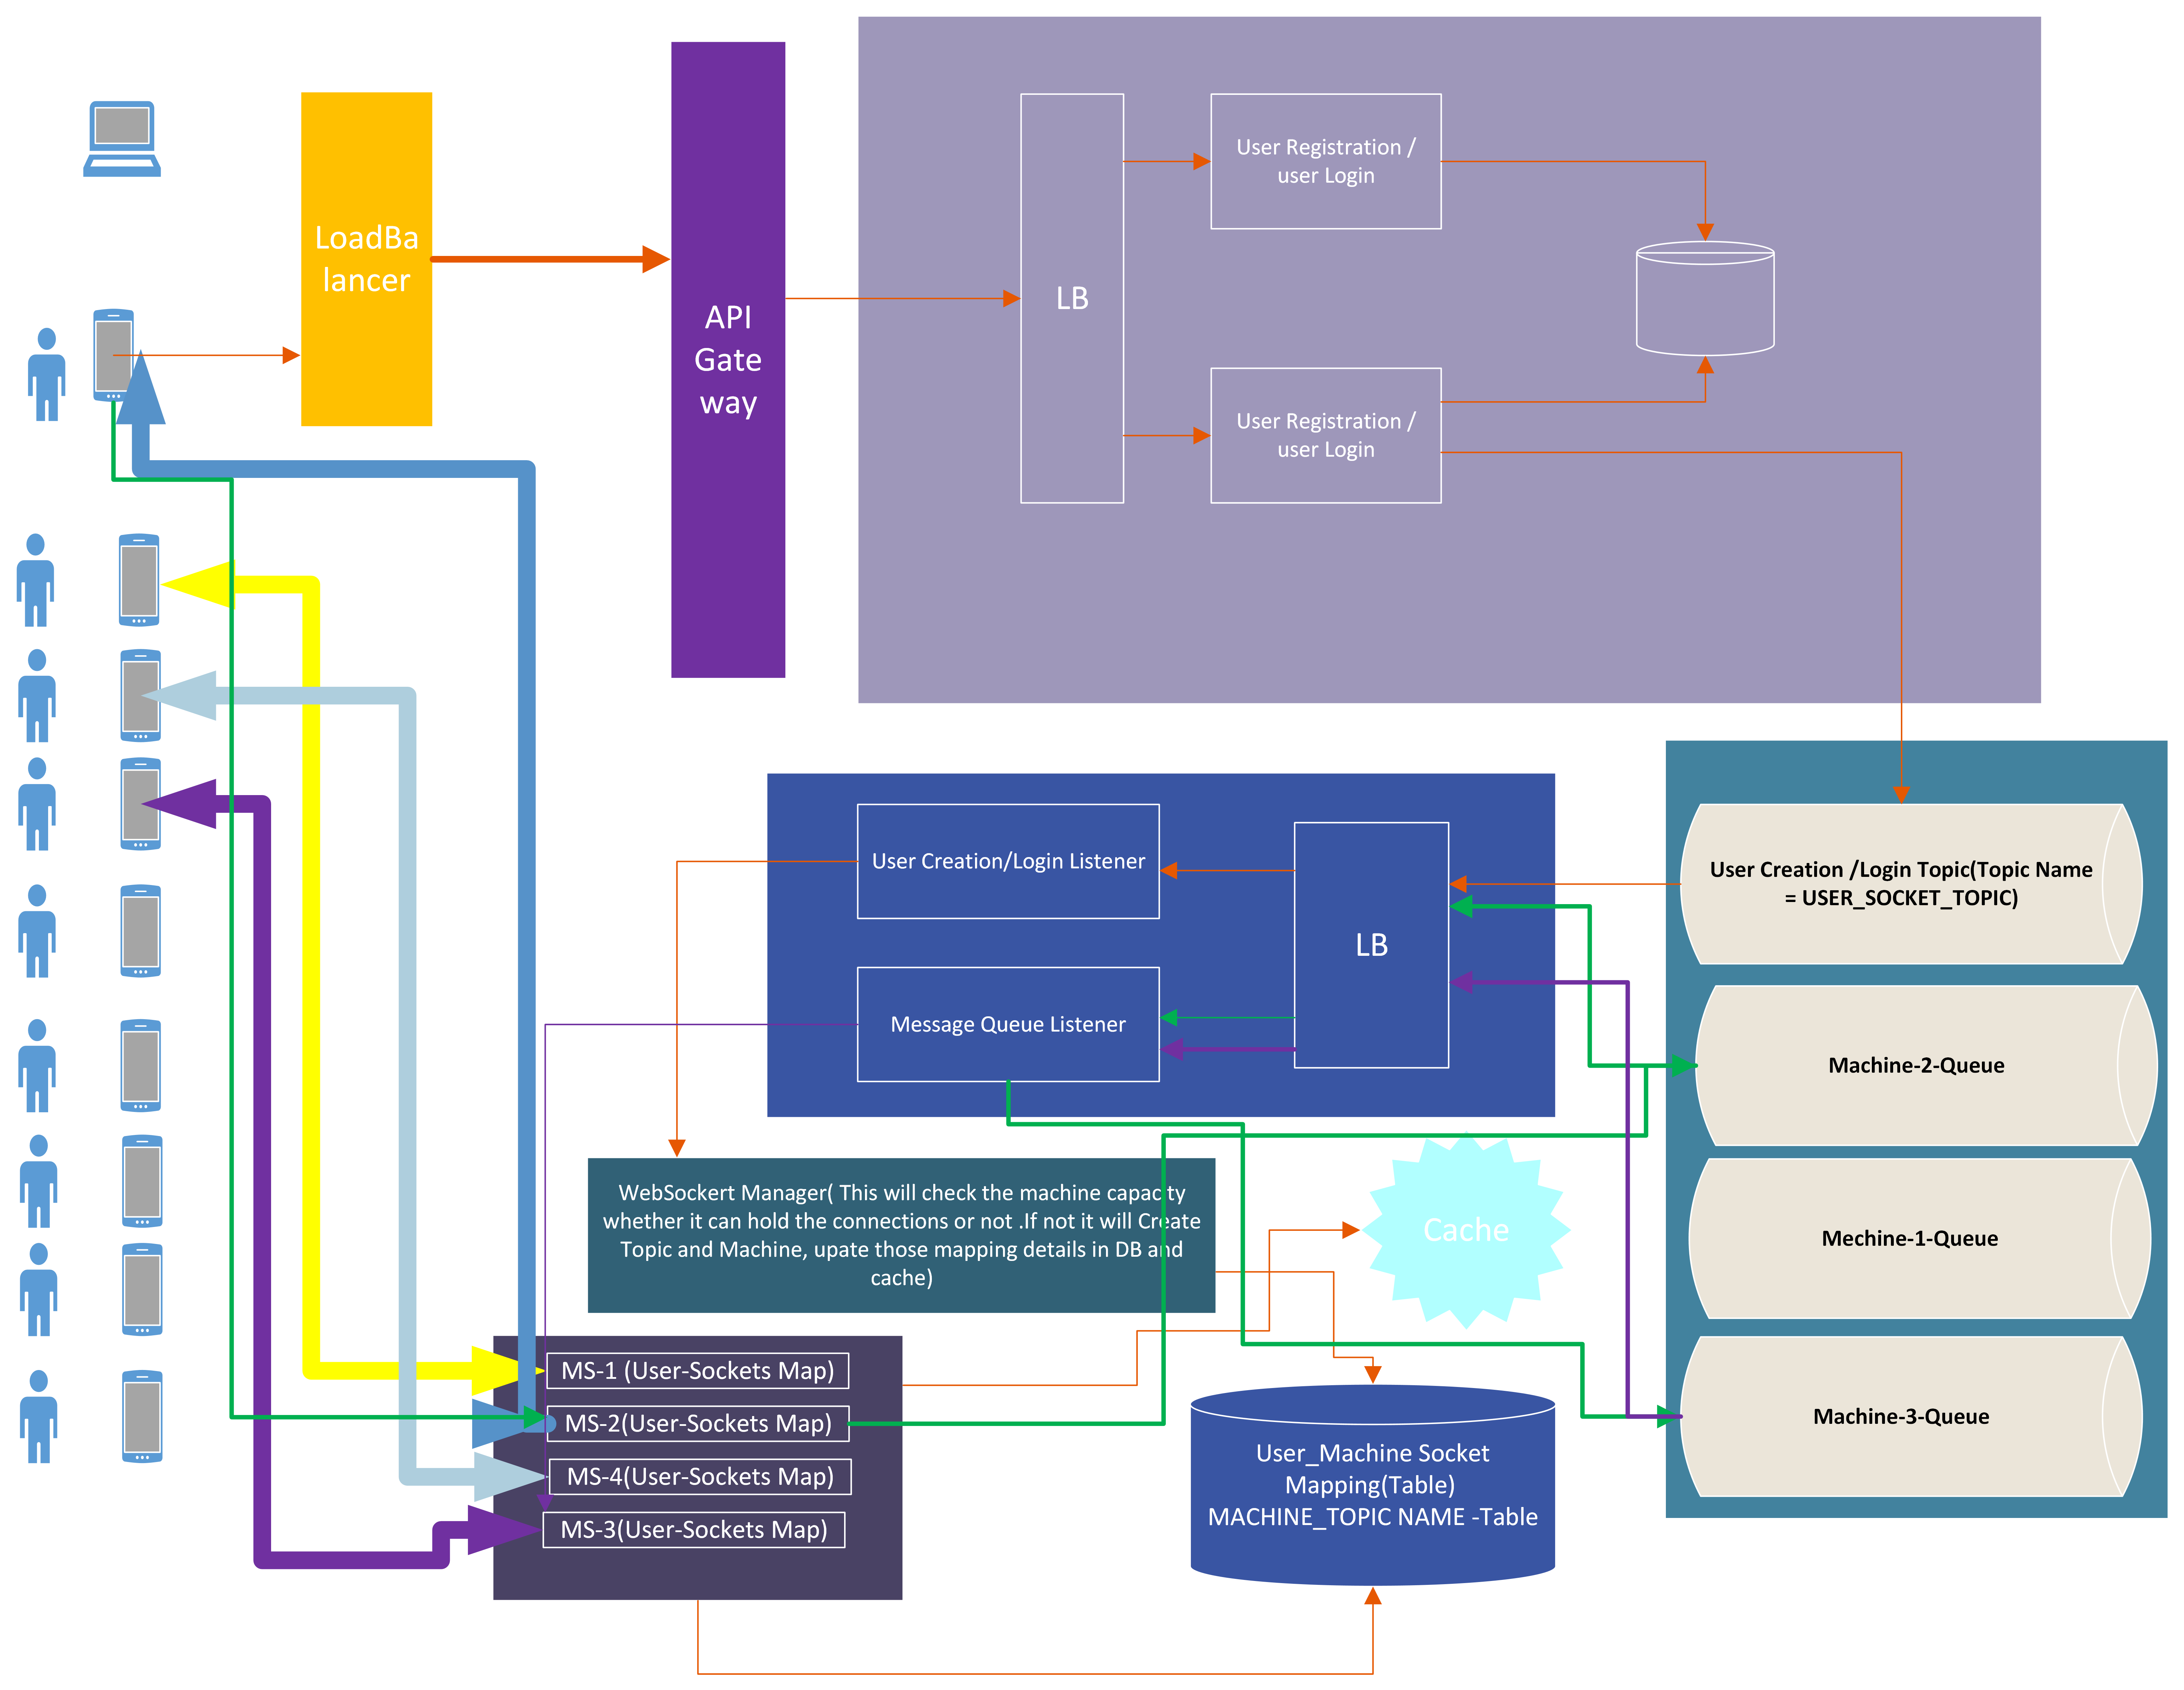 LoadBa
lancer
API
Gate
way
LB
User Registration /
user Login
User Registration /
user Login
User Creation/Login Listener
LB
Message Queue Listener
User Creation /Login Topic(Topic Name
= USER_SOCKET_TOPIC)
Machine-2-Queue
Mechine-1-Queue
Machine-3-Queue
WebSockert Manager( This will check the machine capacity
whether it can hold the connections or not .If not it will Create
Topic and Machine, upate those mapping details in DB and
cache)
Cache
MS-1 (User-Sockets Map)
MS-2(User-Sockets Map)
MS-4(User-Sockets Map)
MS-3(User-Sockets Map)
User_Machine Socket
Mapping(Table)
MACHINE_TOPIC NAME -Table